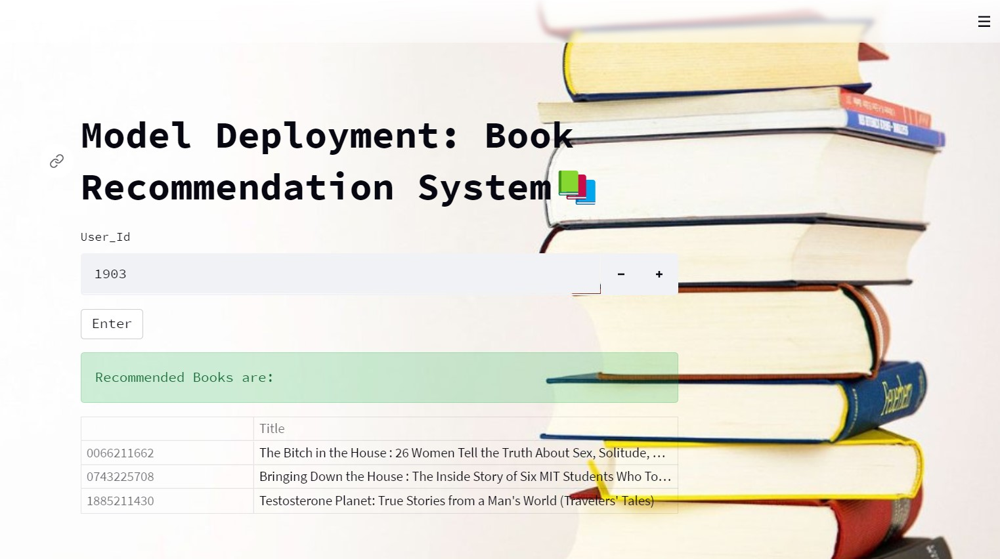 Model Deployment: Book
Recommendation System
User_Id
1903
Enter
Recommended Books are:
Title
0066211662 The Bitch in the House : 26 Women Tell the Truth About Sex, Solitude, ...
0743225708 Bringing Down the House : The Inside Story of Six MIT Students Who To...
1885211430 Testosterone Planet: True Stories from a Man's World (Travelers' Tales)